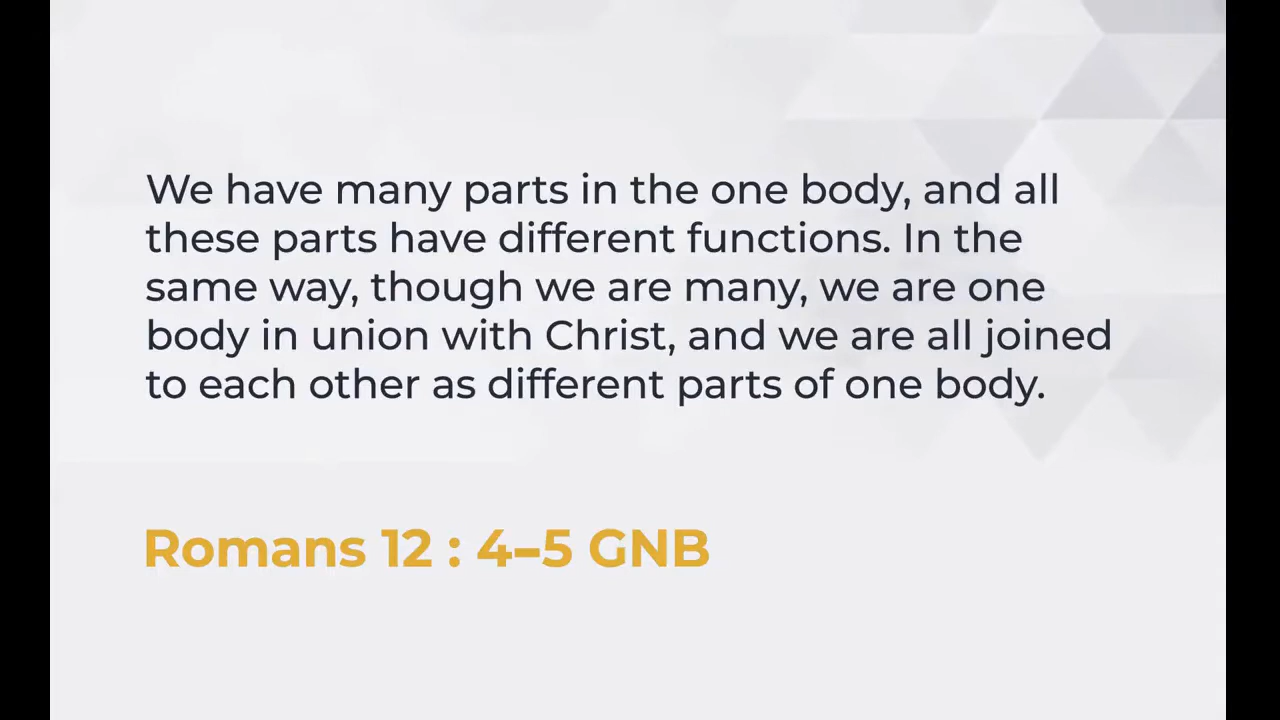 We have many parts in the one body, and all
these parts have different functions. In the
same way, though we are many, we are one
body in union with Christ, and we are all joined
to each other as different parts of one body.
Romans 12 : 4–5 GNB